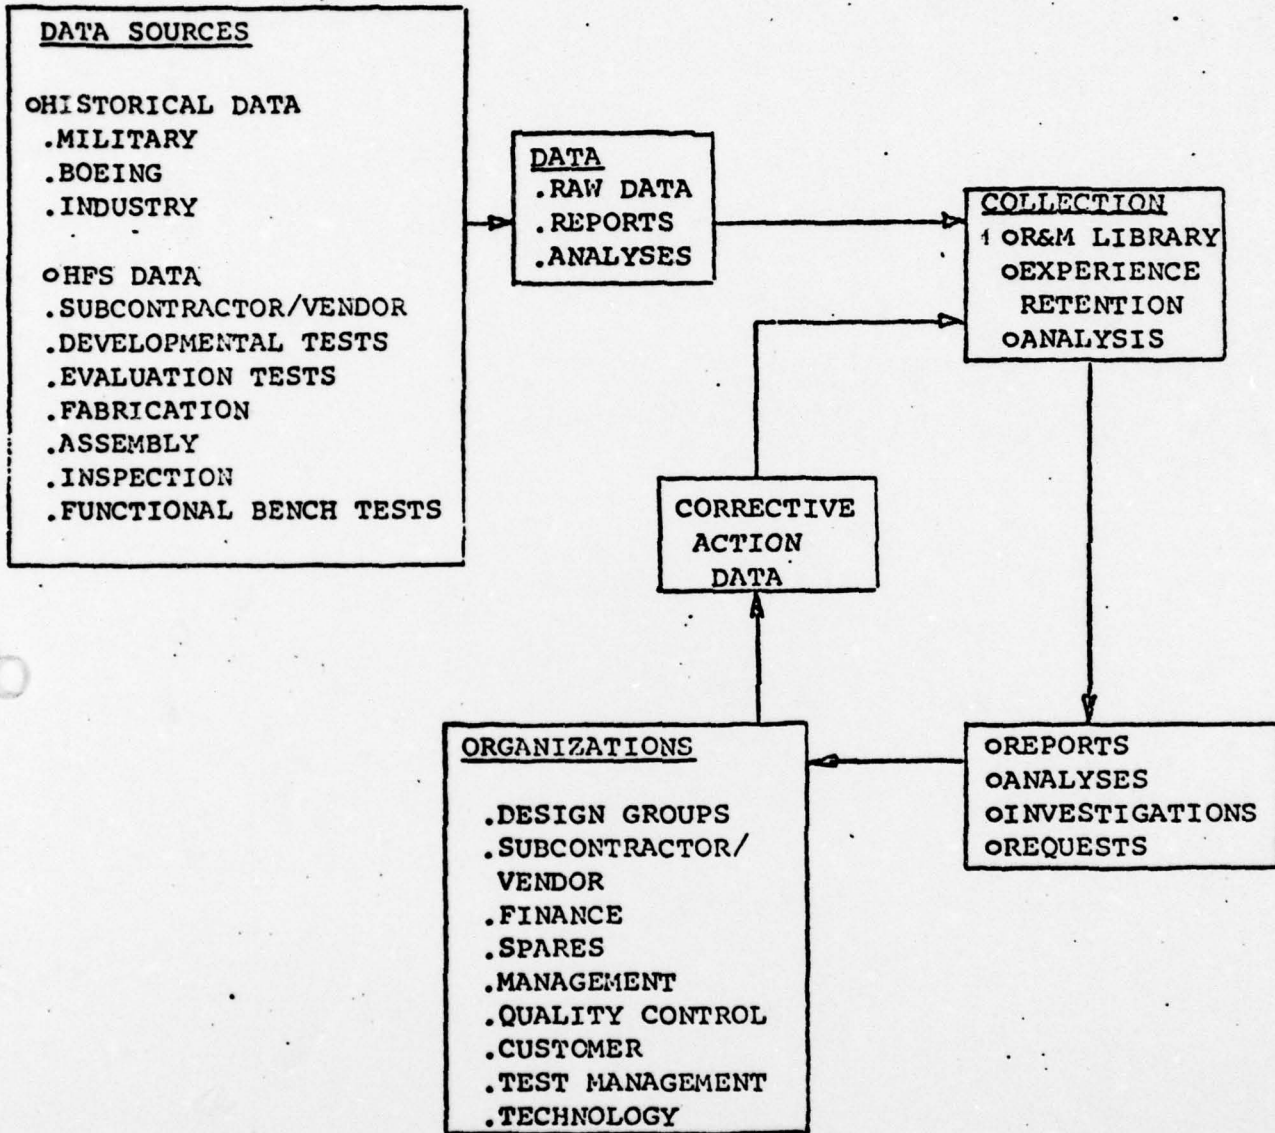 DATA SOURCES
oHISTORICAL DATA
.MILITARY
.BOEING
.INDUSTRY
oHFS DATA
.SUBCONTRACTOR/VENDOR
.DEVELOPMENTAL TESTS
.EVALUATION TESTS
.FABRICATION
.ASSEMBLY
.INSPECTION
.FUNCTIONAL BENCH TESTS
DATA
.RAW DATA
.REPORTS
.ANALYSES
COLLECTION
oR&M LIBRARY
oEXPERIENCE
RETENTION
oANALYSIS
CORRECTIVE
ACTION
DATA
ORGANIZATIONS
.DESIGN GROUPS
.SUBCONTRACTOR/
VENDOR
.FINANCE
.SPARES
.MANAGEMENT
.QUALITY CONTROL
.CUSTOMER
.TEST MANAGEMENT
.TECHNOLOGY
oREPORTS
oANALYSES
oINVESTIGATIONS
oREQUESTS